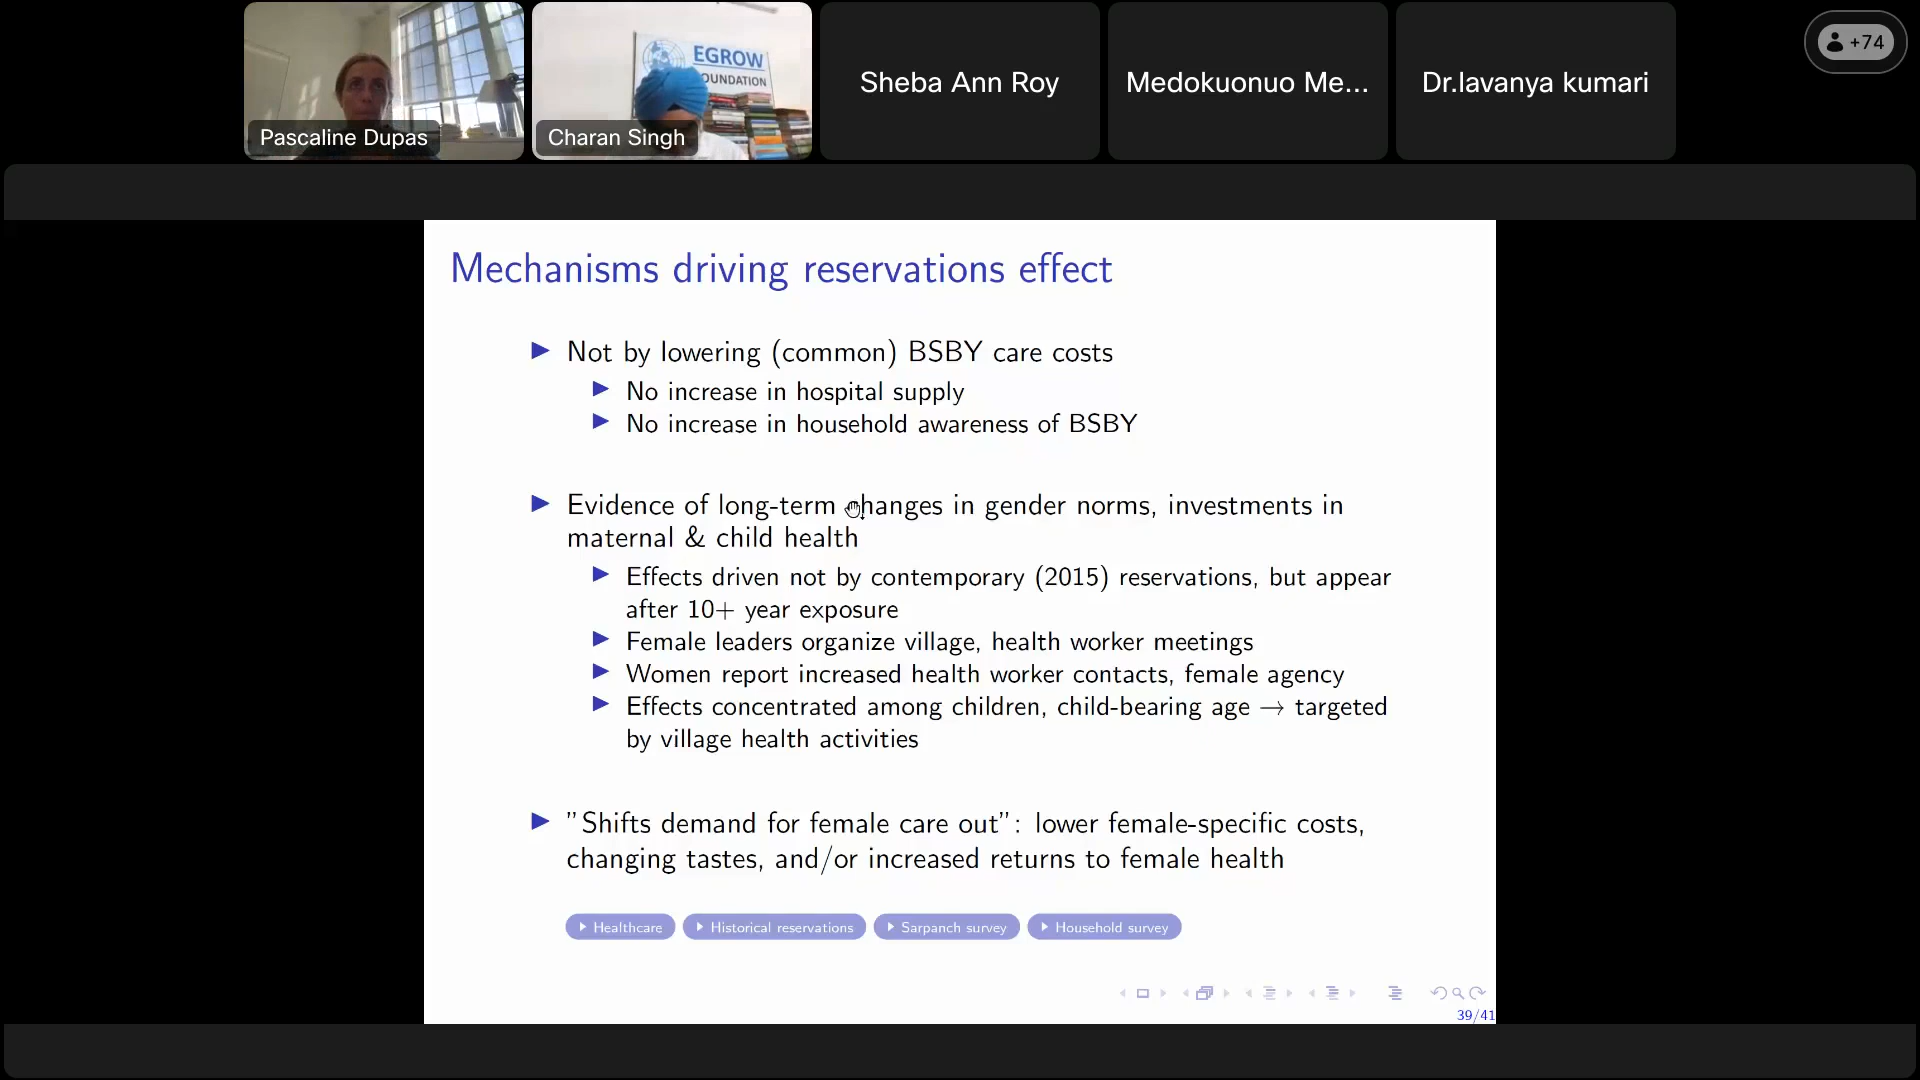 EGROW
OUNDATION
Pascaline Dupas
Charan Singh
Sheba Ann Roy
Medokuonuo Me...
Dr.lavanya kumari
+74
Mechanisms driving reservations effect
Not by lowering (common) BSBY care costs
No increase in hospital supply
No increase in household awareness of BSBY
Evidence of long-term changes in gender norms, investments in
maternal & child health
Effects driven not by contemporary (2015) reservations, but appear
after 10+ year exposure
Female leaders organize village, health worker meetings
Women report increased health worker contacts, female agency
Effects concentrated among children, child-bearing age → targeted
by village health activities
"Shifts demand for female care out": lower female-specific costs,
changing tastes, and/or increased returns to female health
Healthcare
Historical reservations
Sarpanch survey
Household survey
39/41